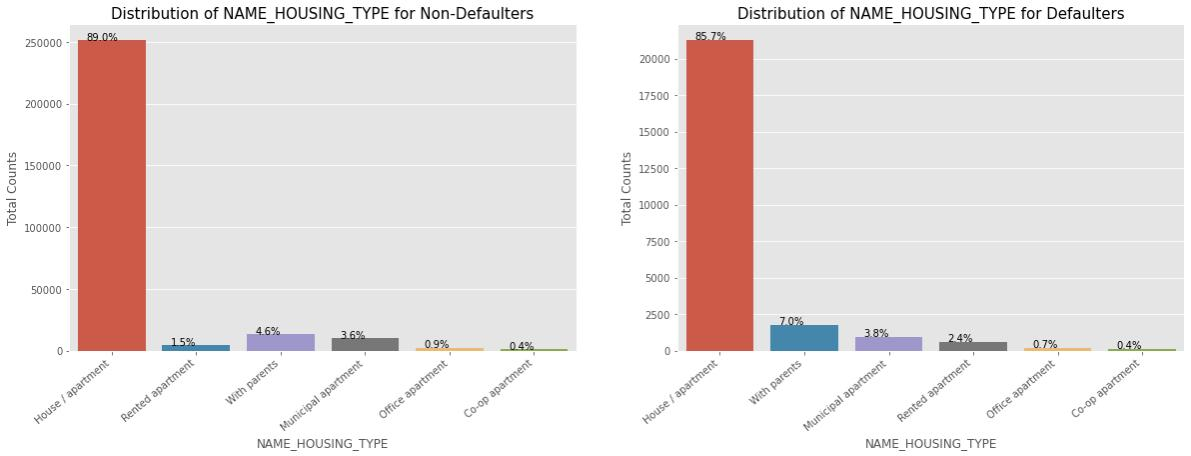 Distribution of NAME_HOUSING_TYPE for Non-Defaulters
Total Counts
250000
200000
150000
100000
50000
0
89.0%
1.5%
4.6%
3.6%
0.9%
0.4%
House / apartment
Rented apartment
With parents
Municipal apartment
Office apartment
Co-op apartment
NAME_HOUSING_TYPE
Distribution of NAME_HOUSING_TYPE for Defaulters
Total Counts
20000
17500
15000
12500
10000
7500
5000
2500
0
85.7%
7.0%
3.8%
2.4%
0.7%
0.4%
House / apartment
With parents
Municipal apartment
Rented apartment
Office apartment
Co-op apartment
NAME_HOUSING_TYPE